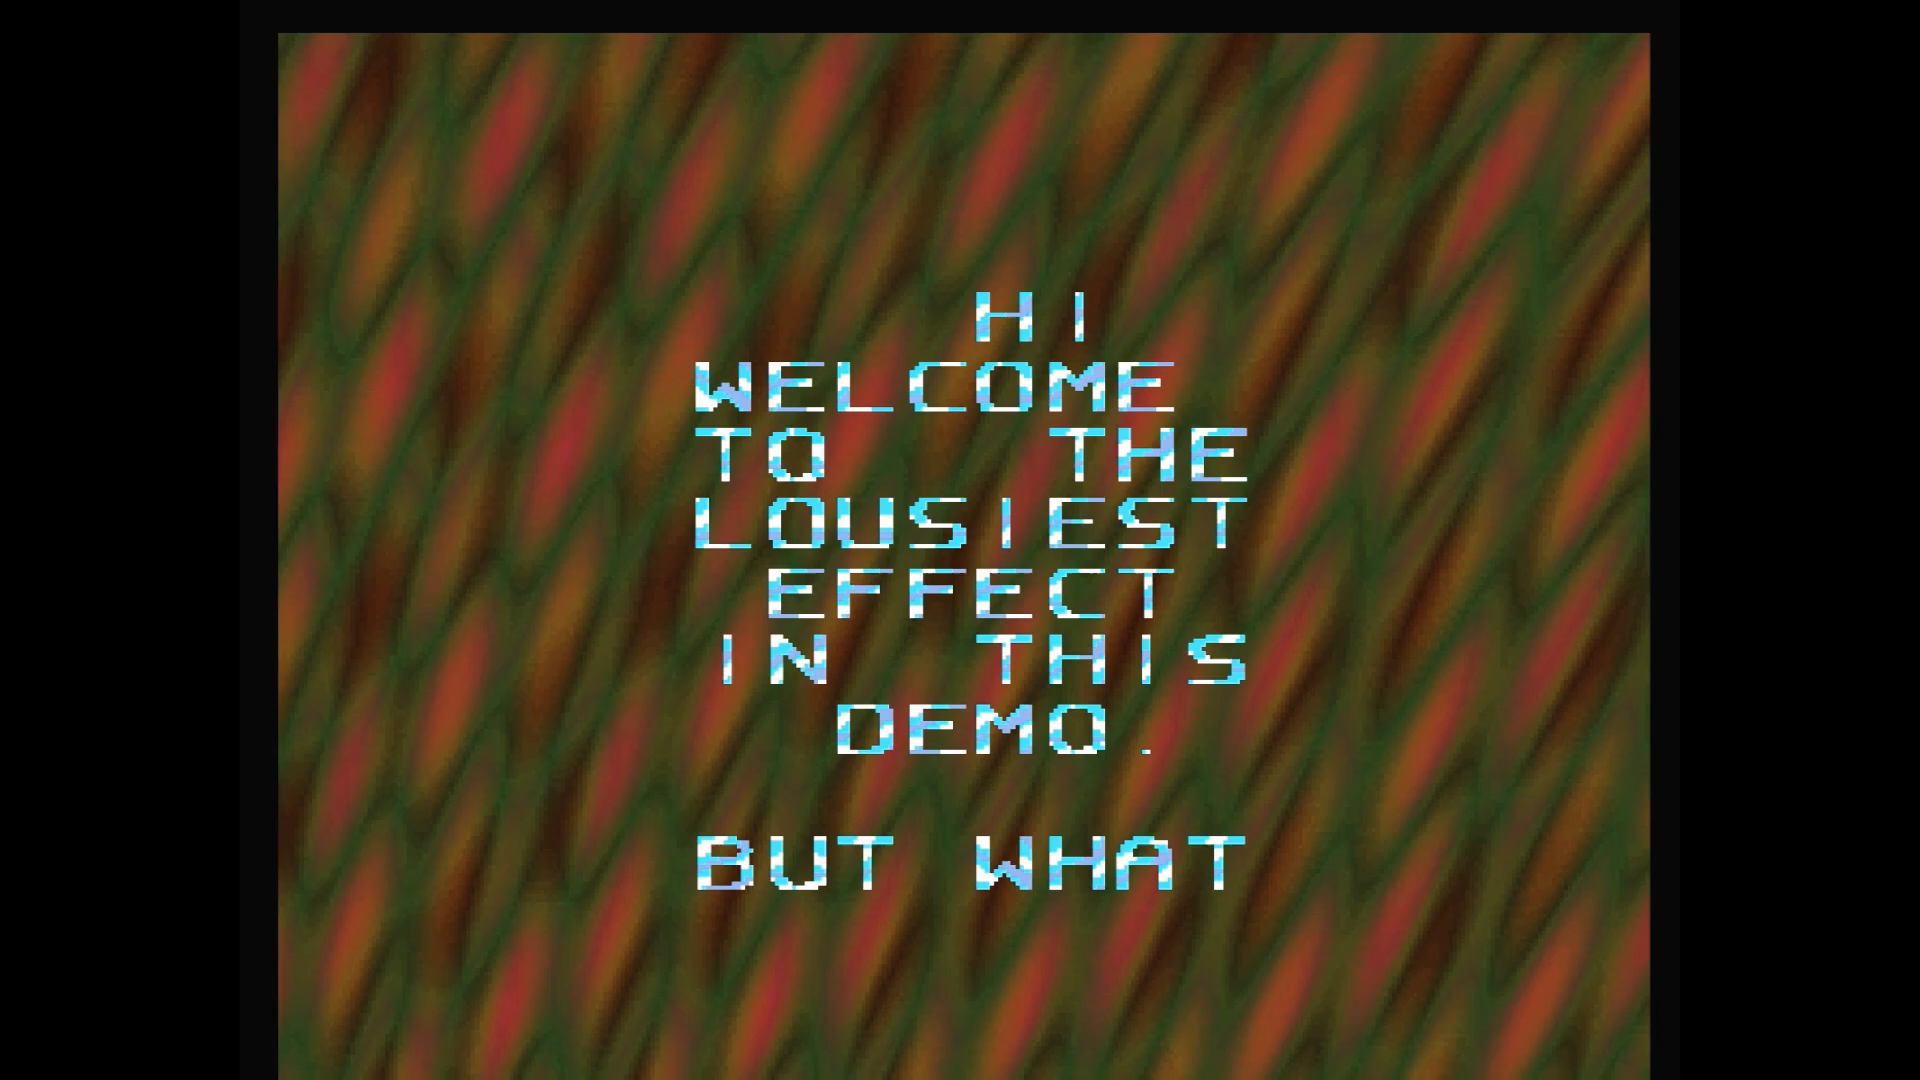 HI
WELCOME
TO THE
LOUSIEST
EFFECT
IN THIS
DEMO.
BUT WHAT